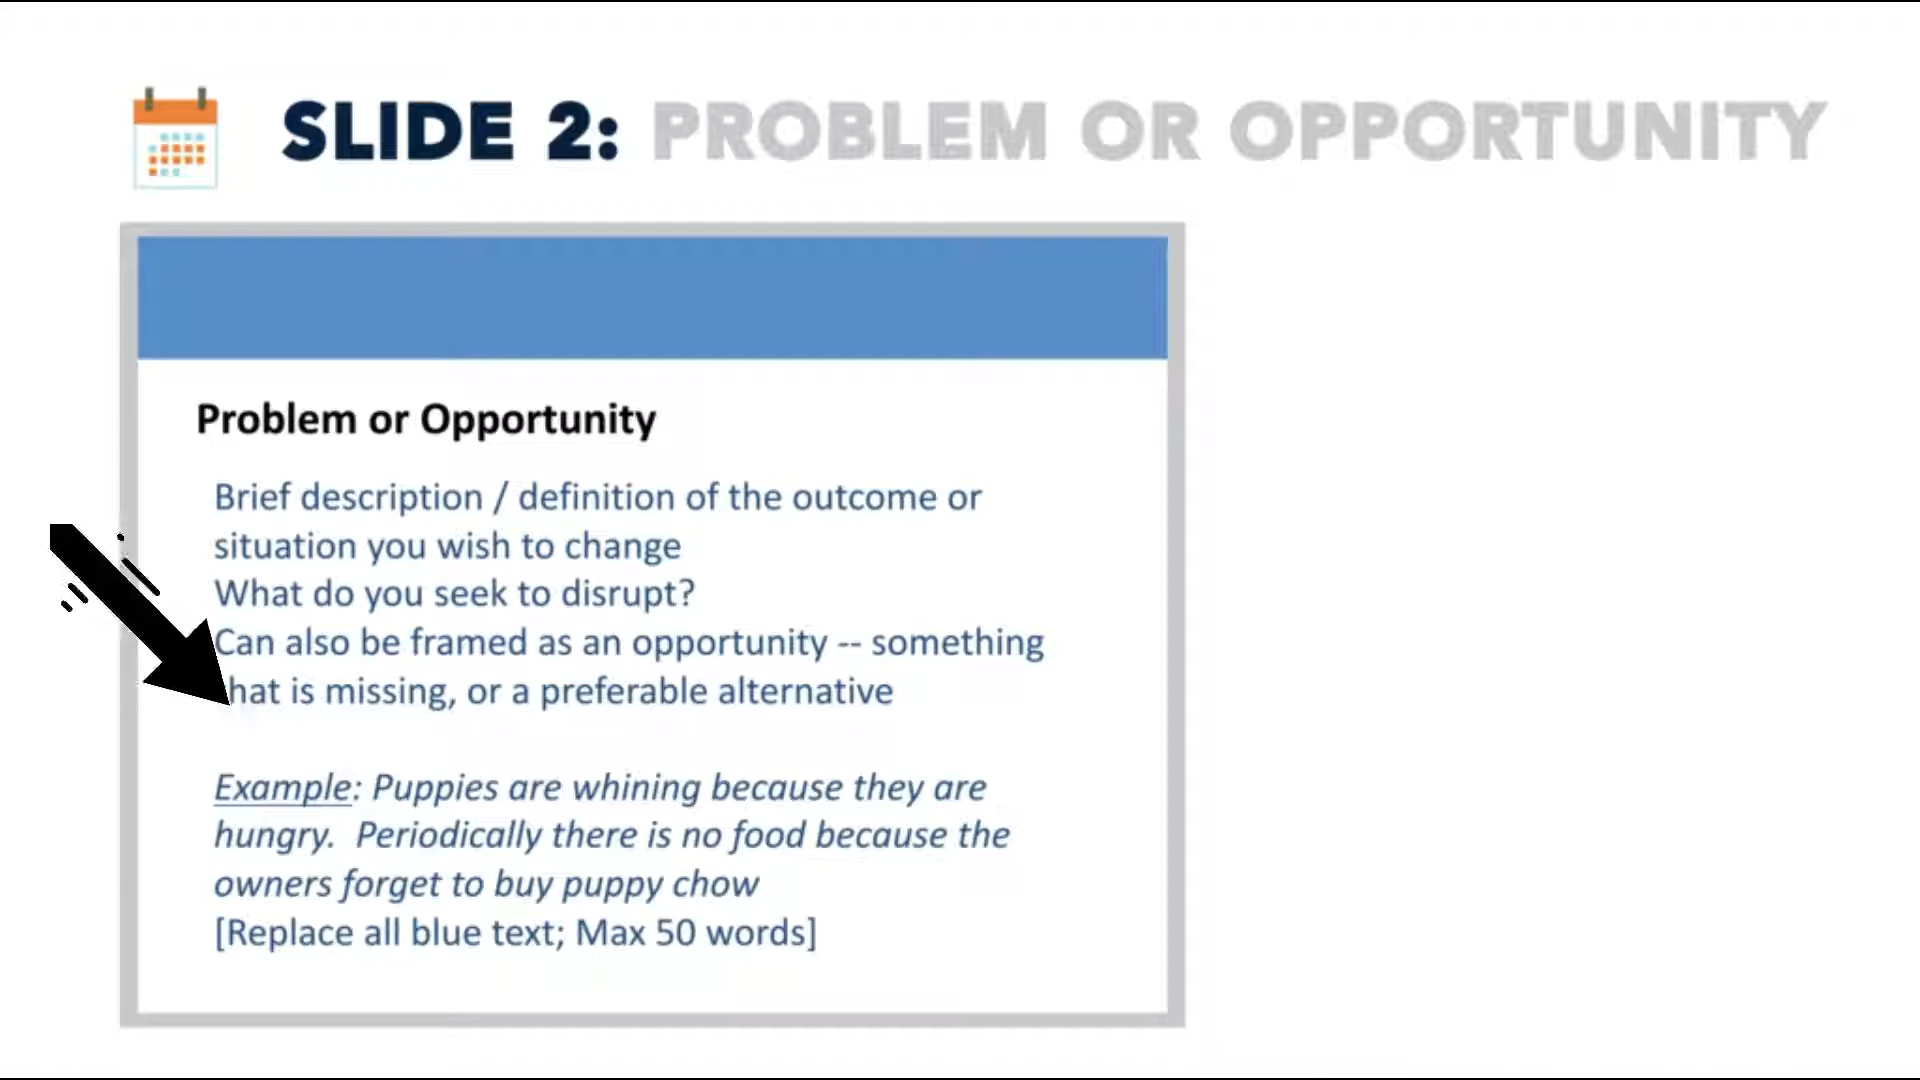 SLIDE 2: PROBLEM OR OPPORTUNITY
Problem or Opportunity
Brief description / definition of the outcome or
situation you wish to change
What do you seek to disrupt?
Can also be framed as an opportunity -- something
that is missing, or a preferable alternative
Example: Puppies are whining because they are
hungry. Periodically there is no food because the
owners forget to buy puppy chow
[Replace all blue text; Max 50 words]